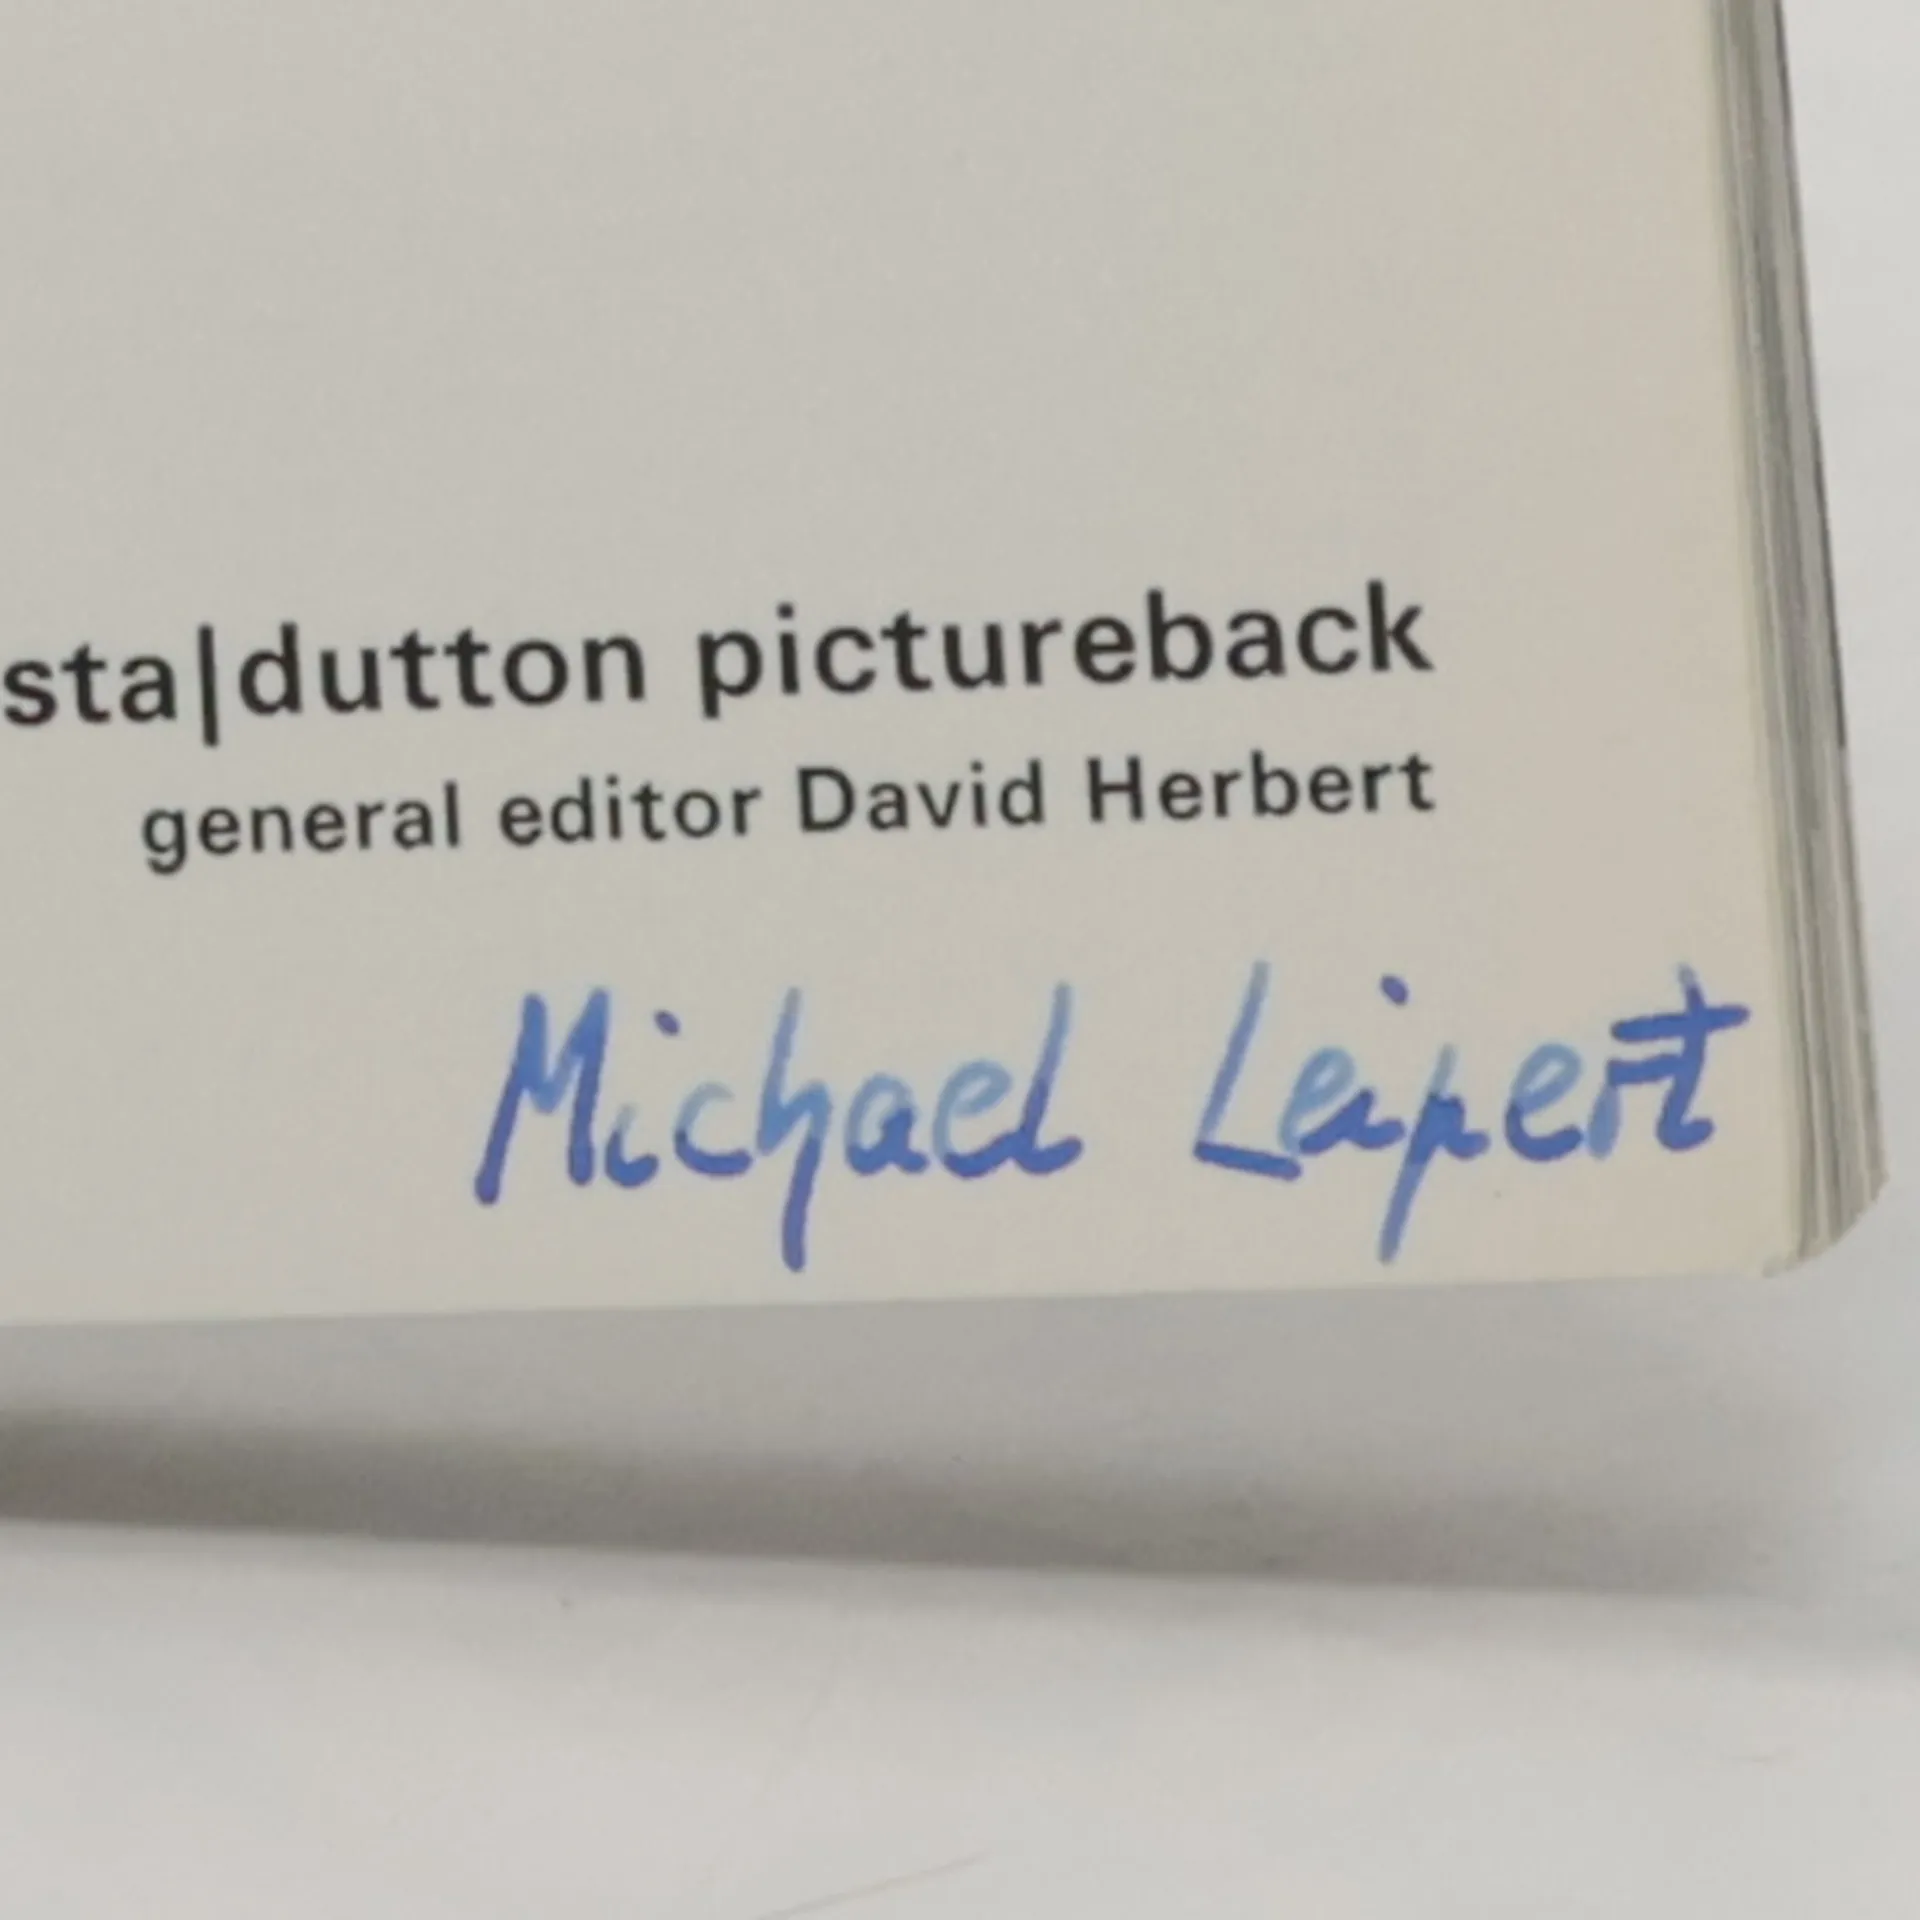 sta|dutton pictureback
general editor David Herbert
Michael Leipert